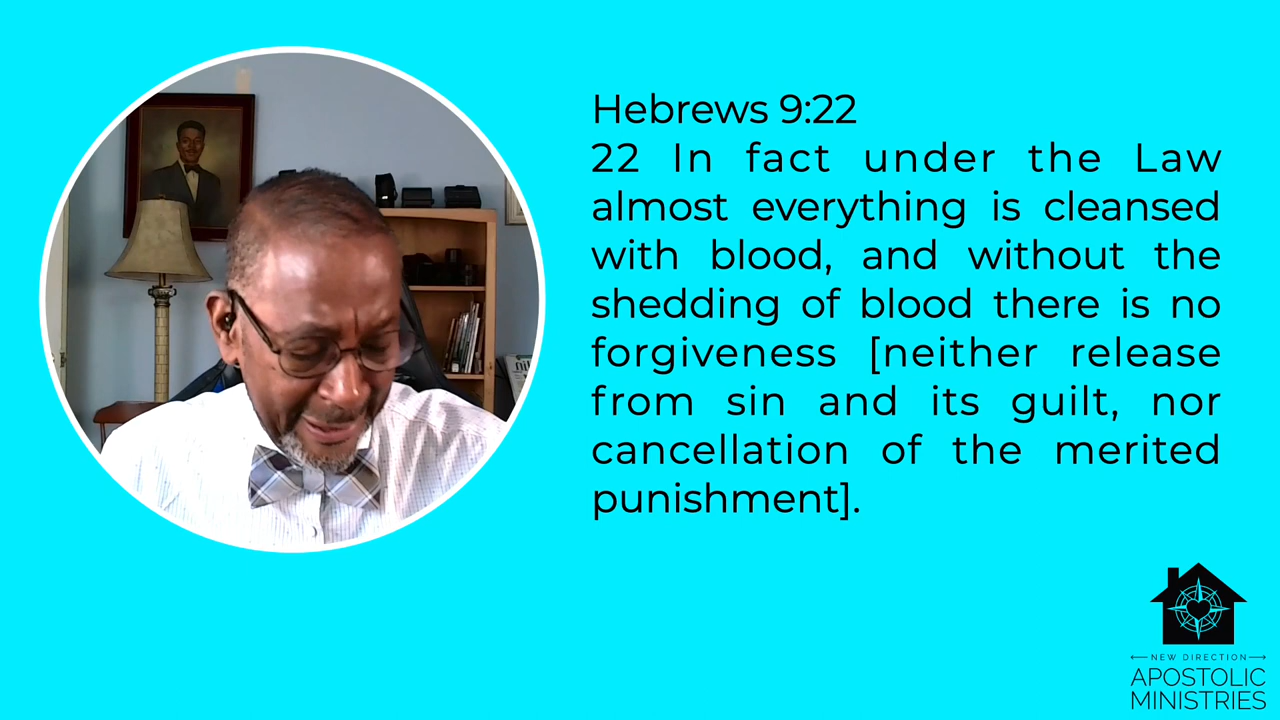 Hebrews 9:22
22 In fact under the Law
almost everything is cleansed
with blood, and without the
shedding of blood there is no
forgiveness [neither release
from sin and its guilt, nor
cancellation of the merited
punishment].
NEW DIRECTION
APOSTOLIC
MINISTRIES